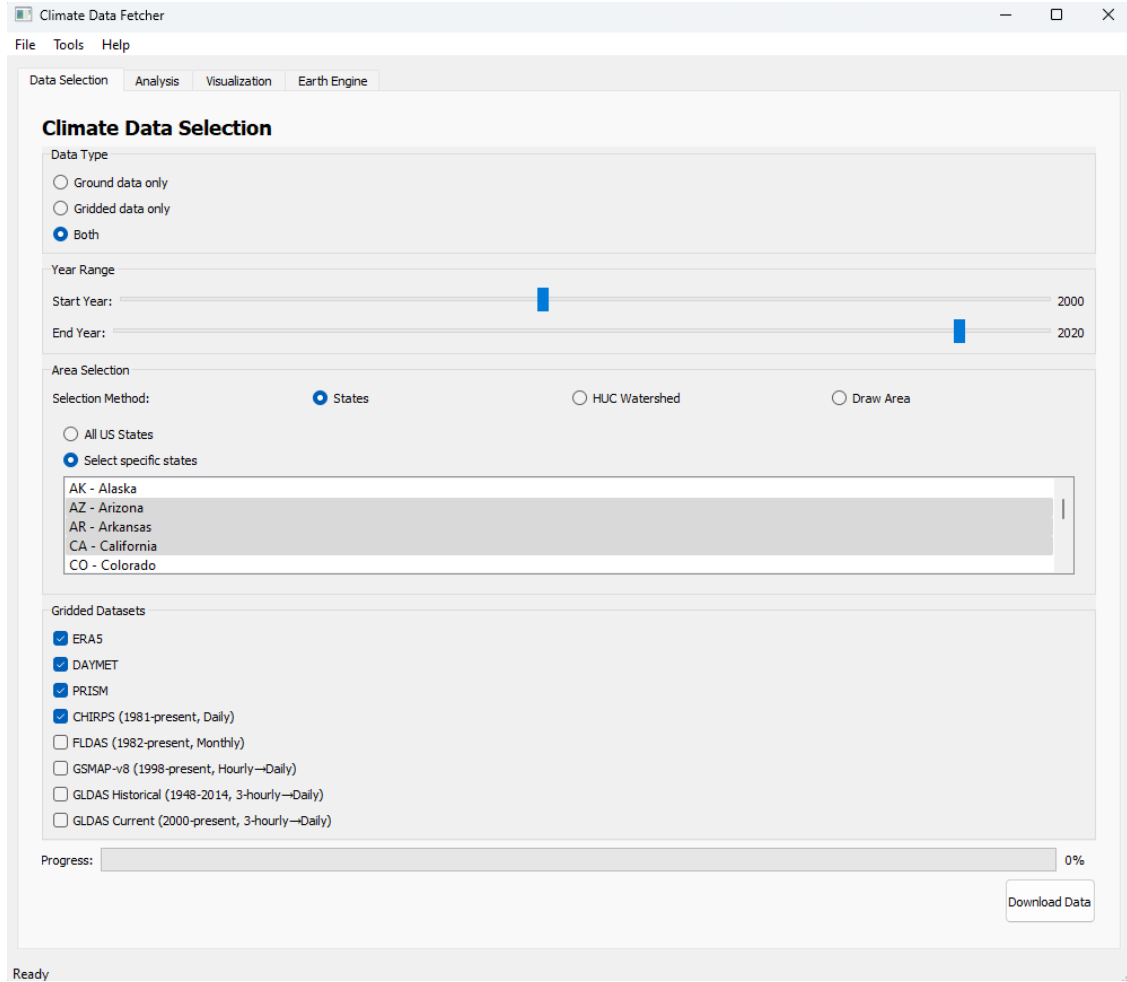 Climate Data Fetcher
File Tools Help
Data Selection Analysis Visualization Earth Engine
Climate Data Selection
Data Type
Ground data only
Gridded data only
Both
Year Range
Start Year: 2000
End Year: 2020
Area Selection
Selection Method: States HUC Watershed Draw Area
All US States
Select specific states
AK - Alaska
AZ - Arizona
AR - Arkansas
CA - California
CO - Colorado
Gridded Datasets
ERA5
DAYMET
PRISM
CHIRPS (1981-present, Daily)
FLDAS (1982-present, Monthly)
GSMAP-v8 (1998-present, Hourly→Daily)
GLDAS Historical (1948-2014, 3-hourly→Daily)
GLDAS Current (2000-present, 3-hourly→Daily)
Progress: 0%
Download Data
Ready